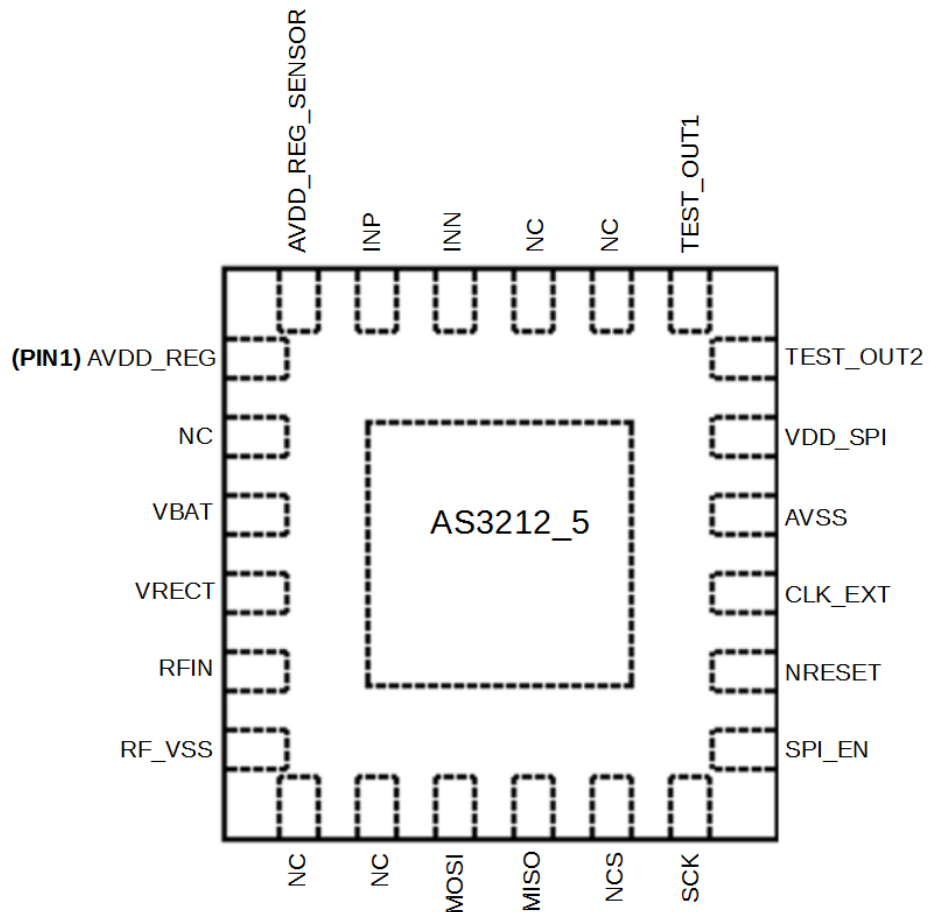 AVDD_REG_SENSOR
INP
INN
NC
NC
TEST_OUT1
(PIN1) AVDD_REG
TEST_OUT2
NC
VDD_SPI
VBAT
AS3212_5
AVSS
VRECT
CLK_EXT
RFIN
NRESET
RF_VSS
SPI_EN
NC
NC
MOSI
MISO
NCS
SCK